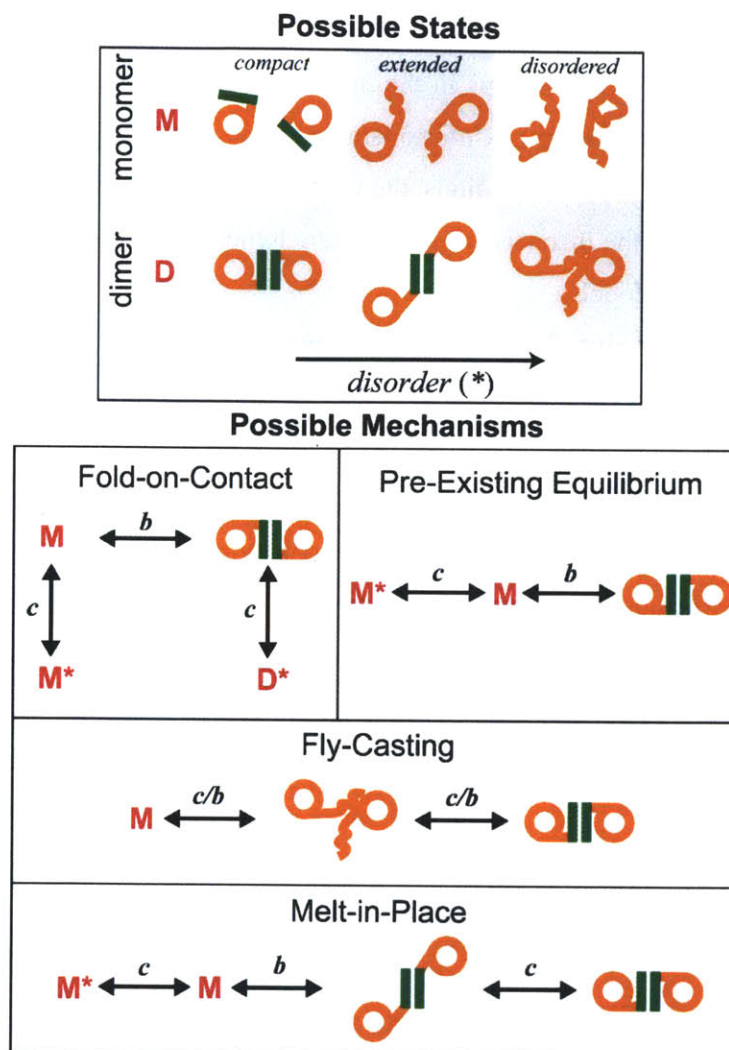 Possible States
compact extended disordered
monomer
M
dimer
D
disorder (*)
Possible Mechanisms
Fold-on-Contact
M b
c c
M* D*
Pre-Existing Equilibrium
M* c M b
Fly-Casting
M c/b c/b
Melt-in-Place
M* c M b c